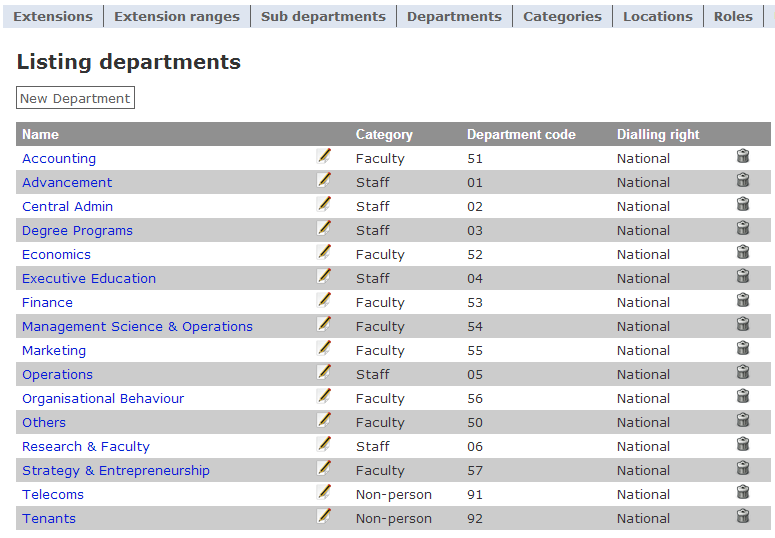 Extensions Extension ranges Sub departments Departments Categories Locations Roles
Listing departments
New Department
Name Category Department code Dialling right
Accounting Faculty 51 National
Advancement Staff 01 National
Central Admin Staff 02 National
Degree Programs Staff 03 National
Economics Faculty 52 National
Executive Education Staff 04 National
Finance Faculty 53 National
Management Science & Operations Faculty 54 National
Marketing Faculty 55 National
Operations Staff 05 National
Organisational Behaviour Faculty 56 National
Others Faculty 50 National
Research & Faculty Staff 06 National
Strategy & Entrepreneurship Faculty 57 National
Telecoms Non-person 91 National
Tenants Non-person 92 National